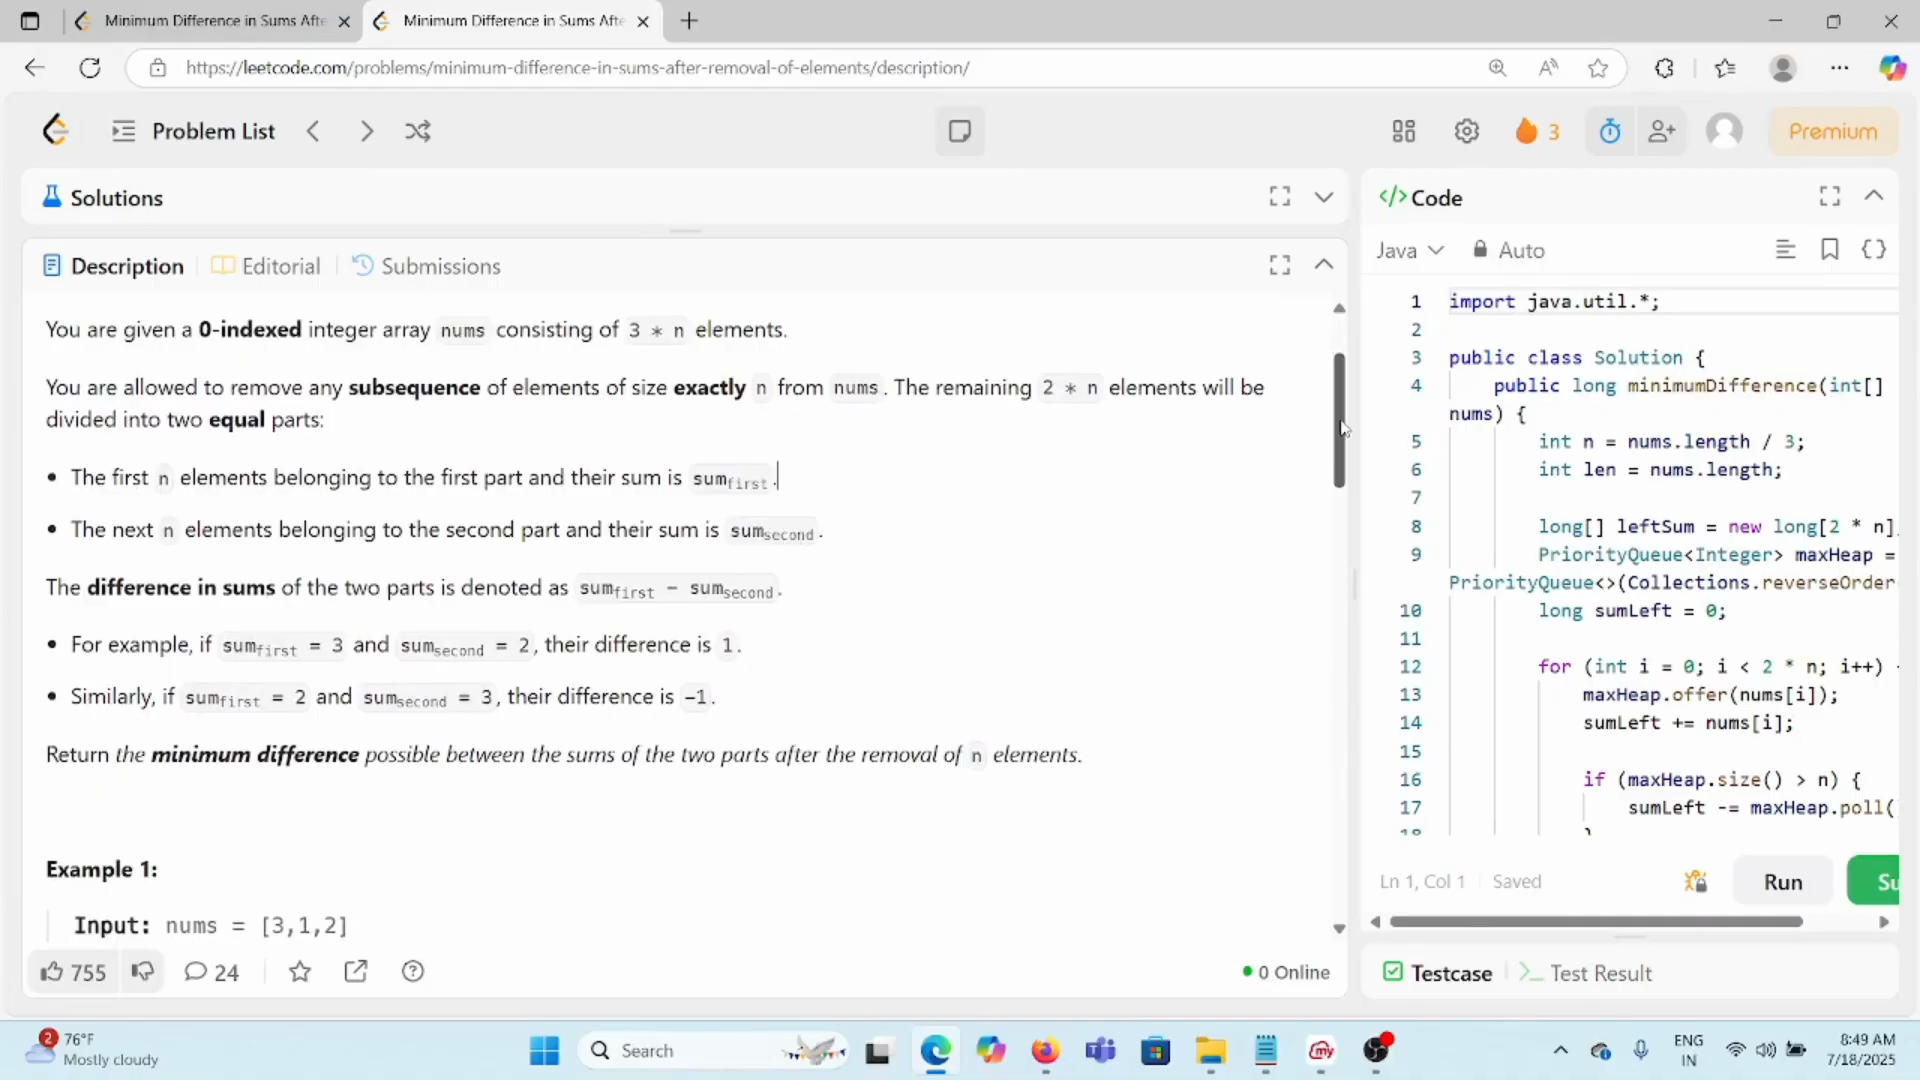 Minimum Difference in Sums Afte
Minimum Difference in Sums Afte
https://leetcode.com/problems/minimum-difference-in-sums-after-removal-of-elements/description/
Problem List
3
Premium
Solutions
</> Code
Description
Editorial
Submissions
Java
Auto
You are given a 0-indexed integer array nums consisting of 3 * n elements.
You are allowed to remove any subsequence of elements of size exactly n from nums. The remaining 2 * n elements will be
divided into two equal parts:
• The first n elements belonging to the first part and their sum is sumfirst.
• The next n elements belonging to the second part and their sum is sumsecond.
The difference in sums of the two parts is denoted as sumfirst - sumsecond.
• For example, if sumfirst = 3 and sumsecond = 2, their difference is 1.
• Similarly, if sumfirst = 2 and sumsecond = 3, their difference is -1.
Return the minimum difference possible between the sums of the two parts after the removal of n elements.
Example 1:
Input: nums = [3,1,2]
755
24
0 Online
1 import java.util.*;
2
3 public class Solution {
4 public long minimumDifference(int[]
nums) {
5 int n = nums.length / 3;
6 int len = nums.length;
7
8 long[] leftSum = new long[2 * n]
9 PriorityQueue<Integer> maxHeap =
PriorityQueue<>(Collections.reverseOrder
10 long sumLeft = 0;
11
12 for (int i = 0; i < 2 * n; i++)
13 maxHeap.offer(nums[i]);
14 sumLeft += nums[i];
15
16 if (maxHeap.size() > n) {
17 sumLeft -= maxHeap.poll(
18 }
Ln 1, Col 1
Saved
Run
Su
Testcase
Test Result
2
76°F
Mostly cloudy
Search
my
ENG
IN
8:49 AM
7/18/2025